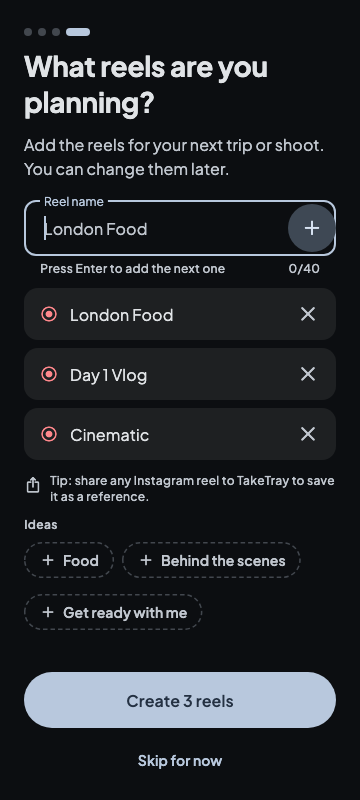 What reels are you
planning?
Add the reels for your next trip or shoot.
You can change them later.
Reel name
London Food
Press Enter to add the next one
0/40
London Food
Day 1 Vlog
Cinematic
Tip: share any Instagram reel to TakeTray to save
it as a reference.
Ideas
Food
Behind the scenes
Get ready with me
Create 3 reels
Skip for now